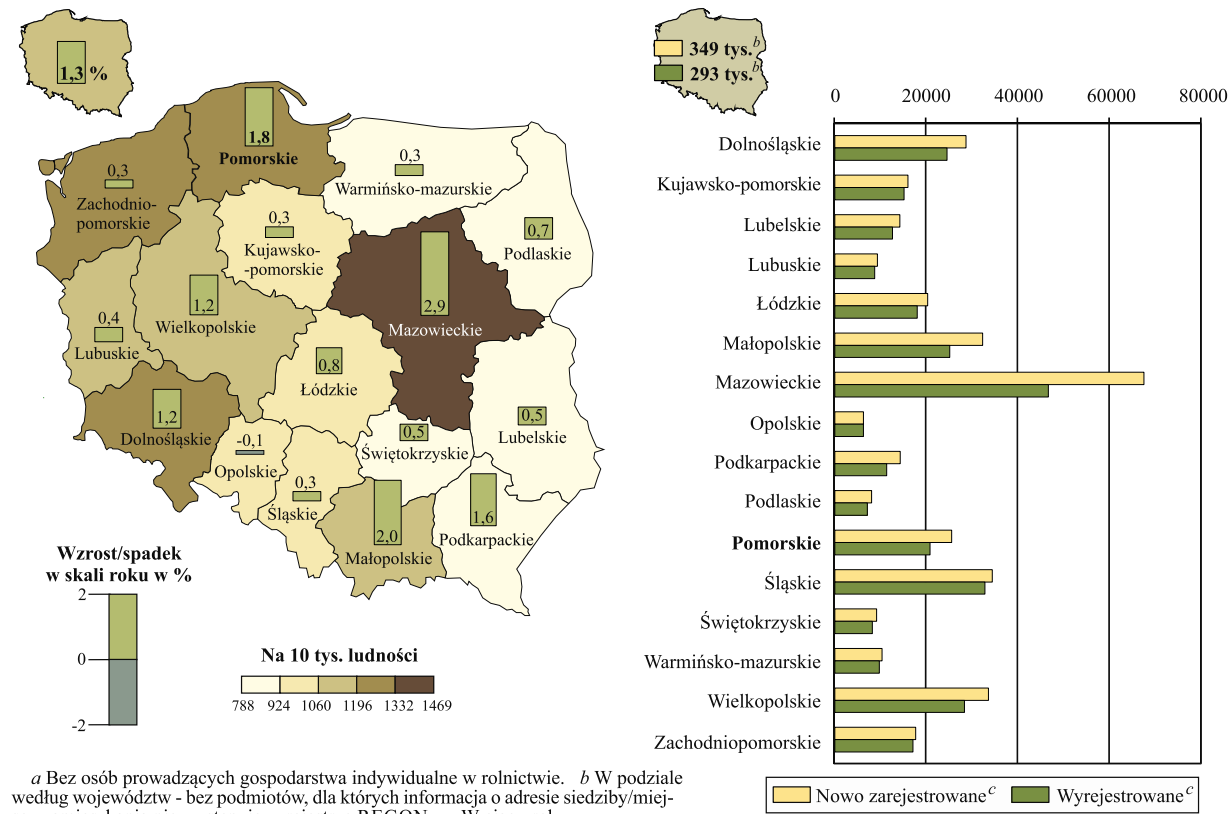 1,3 %
1,8
Pomorskie
0,3
Zachodnio-
pomorskie
0,3
Warmińsko-mazurskie
0,3
Kujawsko-
-pomorskie
0,7
Podlaskie
1,2
Wielkopolskie
2,9
Mazowieckie
0,4
Lubuskie
0,8
Łódzkie
1,2
Dolnośląskie
0,5
Lubelskie
0,5
Świętokrzyskie
-0,1
Opolskie
0,3
Śląskie
2,0
Małopolskie
1,6
Podkarpackie
Wzrost/spadek
w skali roku w %
2
0
-2
Na 10 tys. ludności
788 924 1060 1196 1332 1469
349 tys.b
293 tys.b
0 20000 40000 60000 80000
Dolnośląskie
Kujawsko-pomorskie
Lubelskie
Lubuskie
Łódzkie
Małopolskie
Mazowieckie
Opolskie
Podkarpackie
Podlaskie
Pomorskie
Śląskie
Świętokrzyskie
Warmińsko-mazurskie
Wielkopolskie
Zachodniopomorskie
Nowo zarejestrowanec Wyrejestrowanec
a Bez osób prowadzących gospodarstwa indywidualne w rolnictwie. b W podziale
według województw - bez podmiotów, dla których informacja o adresie siedziby/miej-